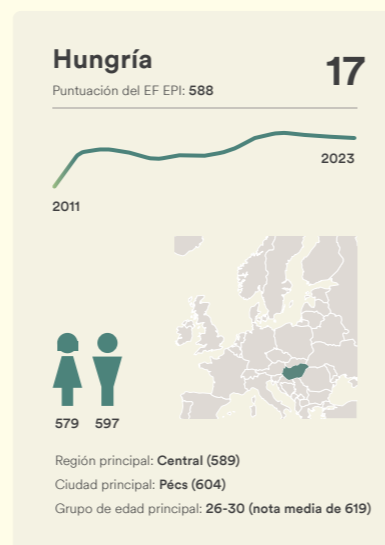 Hungría
17
Puntuación del EF EPI: 588
2023
2011
579 597
Región principal: Central (589)
Ciudad principal: Pécs (604)
Grupo de edad principal: 26-30 (nota media de 619)